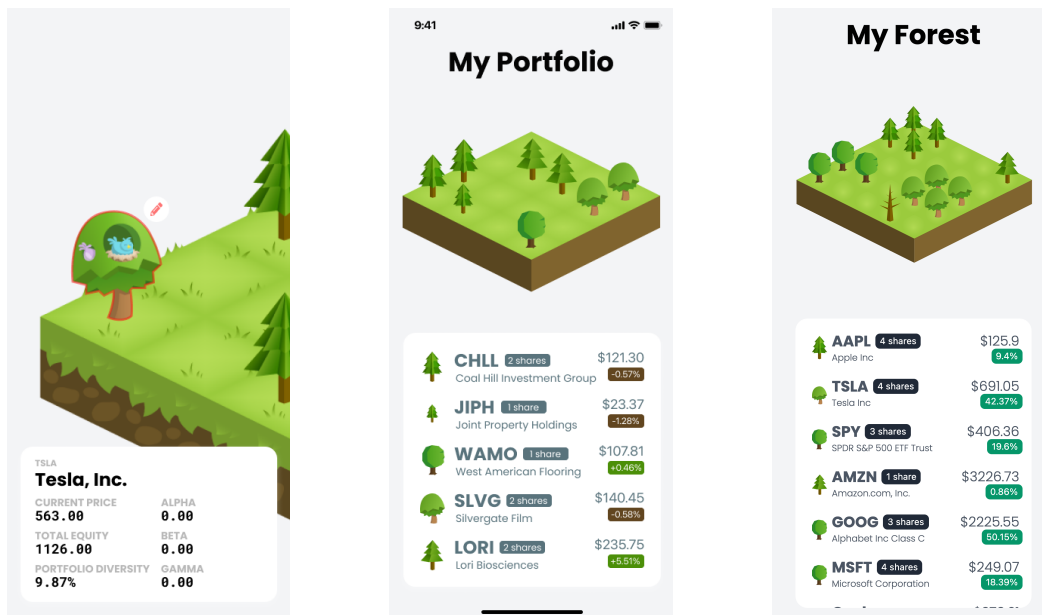 TSLA
Tesla, Inc.
CURRENT PRICE ALPHA
563.00 0.00
TOTAL EQUITY BETA
1126.00 0.00
PORTFOLIO DIVERSITY GAMMA
9.87% 0.00
9:41
My Portfolio
CHLL 2 shares $121.30
Coal Hill Investment Group -0.57%
JIPH 1 share $23.37
Joint Property Holdings -1.28%
WAMO 1 share $107.81
West American Flooring +0.46%
SLVG 2 shares $140.45
Silvergate Film -0.58%
LORI 2 shares $235.75
Lori Biosciences +5.51%
My Forest
AAPL 4 shares $125.9
Apple Inc 9.4%
TSLA 4 shares $691.05
Tesla Inc 42.37%
SPY 3 shares $406.36
SPDR S&P 500 ETF Trust 19.6%
AMZN 1 share $3226.73
Amazon.com, Inc. 0.86%
GOOG 3 shares $2225.55
Alphabet Inc Class C 50.15%
MSFT 4 shares $249.07
Microsoft Corporation 18.39%